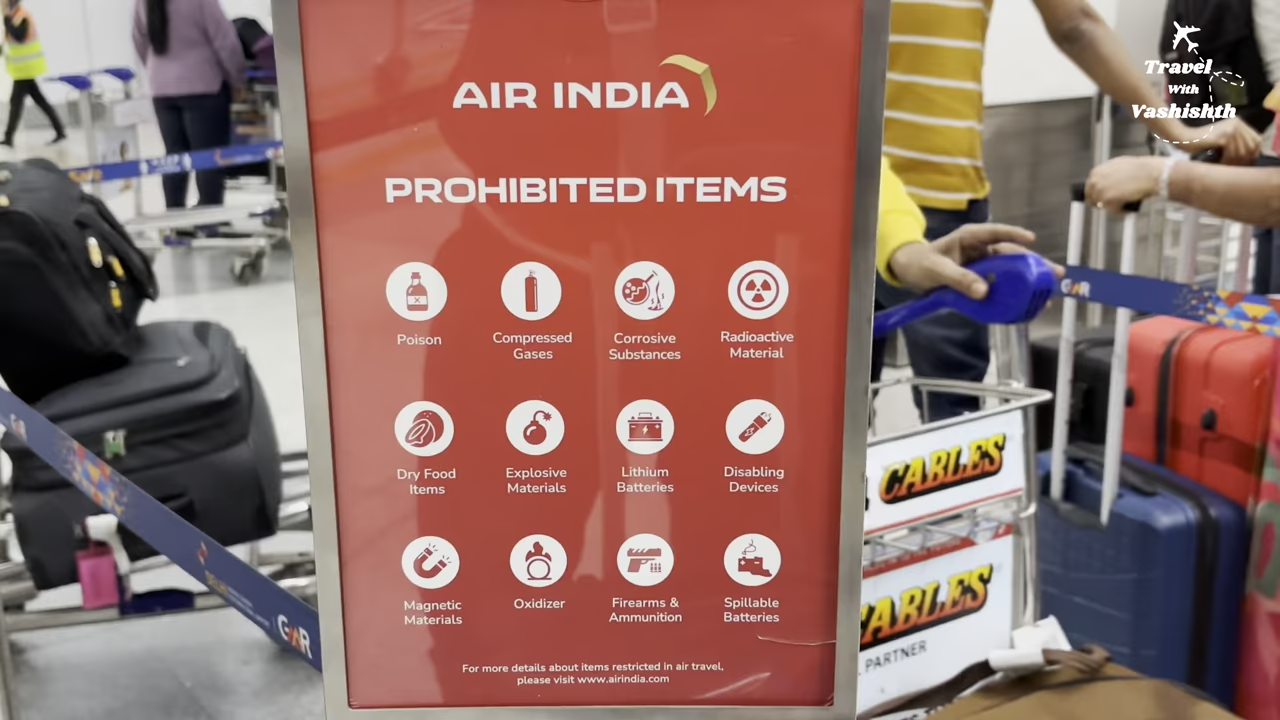 AIR INDIA
PROHIBITED ITEMS
Poison
Compressed
Gases
Corrosive
Substances
Radioactive
Material
Dry Food
Items
Explosive
Materials
Lithium
Batteries
Disabling
Devices
Magnetic
Materials
Oxidizer
Firearms &
Ammunition
Spillable
Batteries
For more details about items restricted in air travel,
please visit www.airindia.com
Travel
With
Vashishth
GMR
GMR
CABLES
CABLES
PARTNER